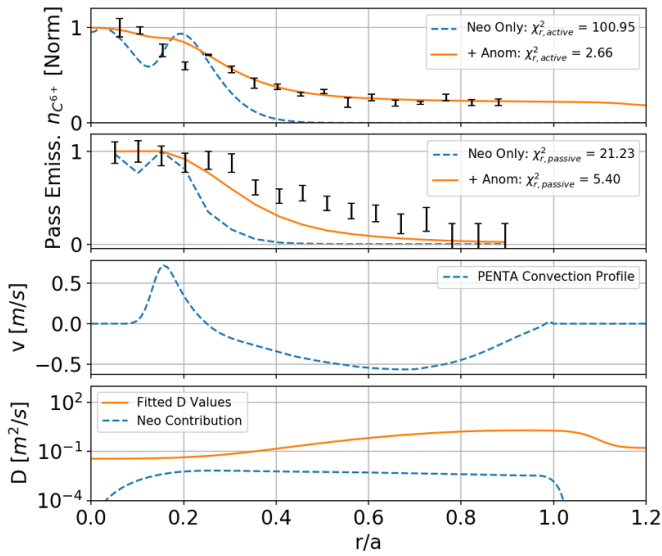 n_{C^{6+}} [Norm]
1
0
Neo Only: χ²_{r,active} = 100.95
+ Anom: χ²_{r,active} = 2.66
Pass Emiss.
1
0
Neo Only: χ²_{r,passive} = 21.23
+ Anom: χ²_{r,passive} = 5.40
v [m/s]
0.5
0.0
−0.5
PENTA Convection Profile
D [m²/s]
10²
10⁻¹
10⁻⁴
Fitted D Values
Neo Contribution
0.0 0.2 0.4 0.6 0.8 1.0 1.2
r/a